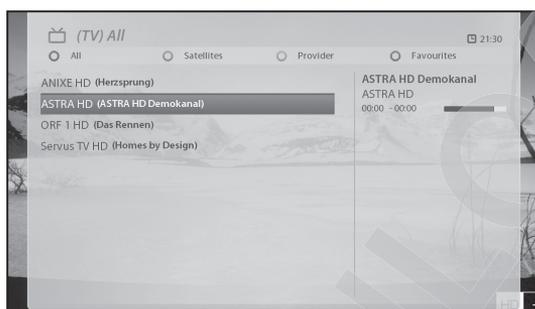 (TV) All
21:30
All Satellites Provider Favourites
ANIXE HD (Herzsprung)
ASTRA HD (ASTRA HD Demokanal)
ORF 1 HD (Das Rennen)
Servus TV HD (Homes by Design)
ASTRA HD Demokanal
ASTRA HD
00:00 - 00:00
HD